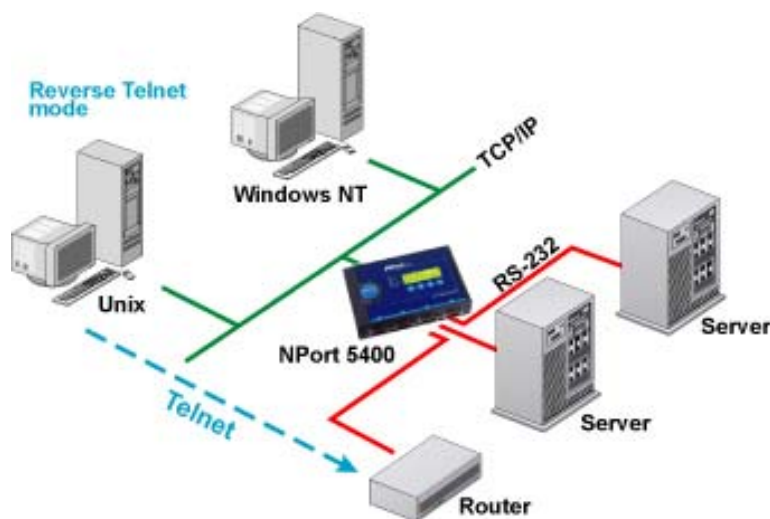 Reverse Telnet
mode
Windows NT
TCP/IP
Unix
RS-232
NPort 5400
Server
Server
Telnet
Router